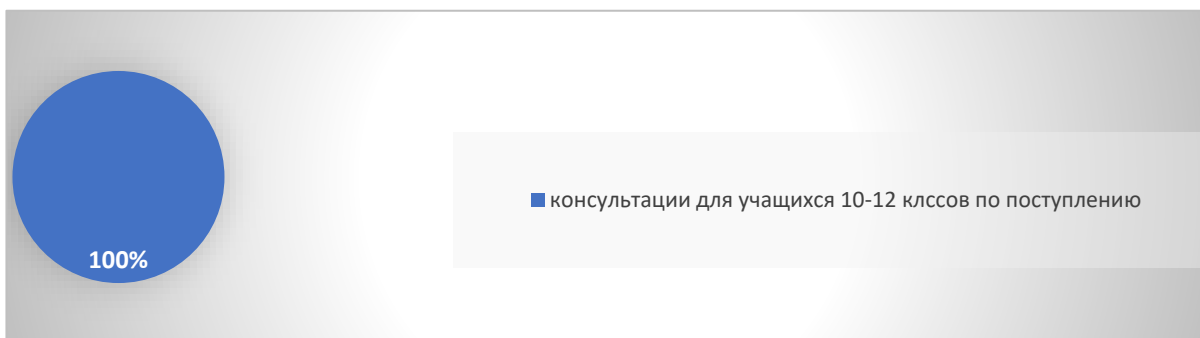 консультации для учащихся 10-12 клссов по поступлению
100%